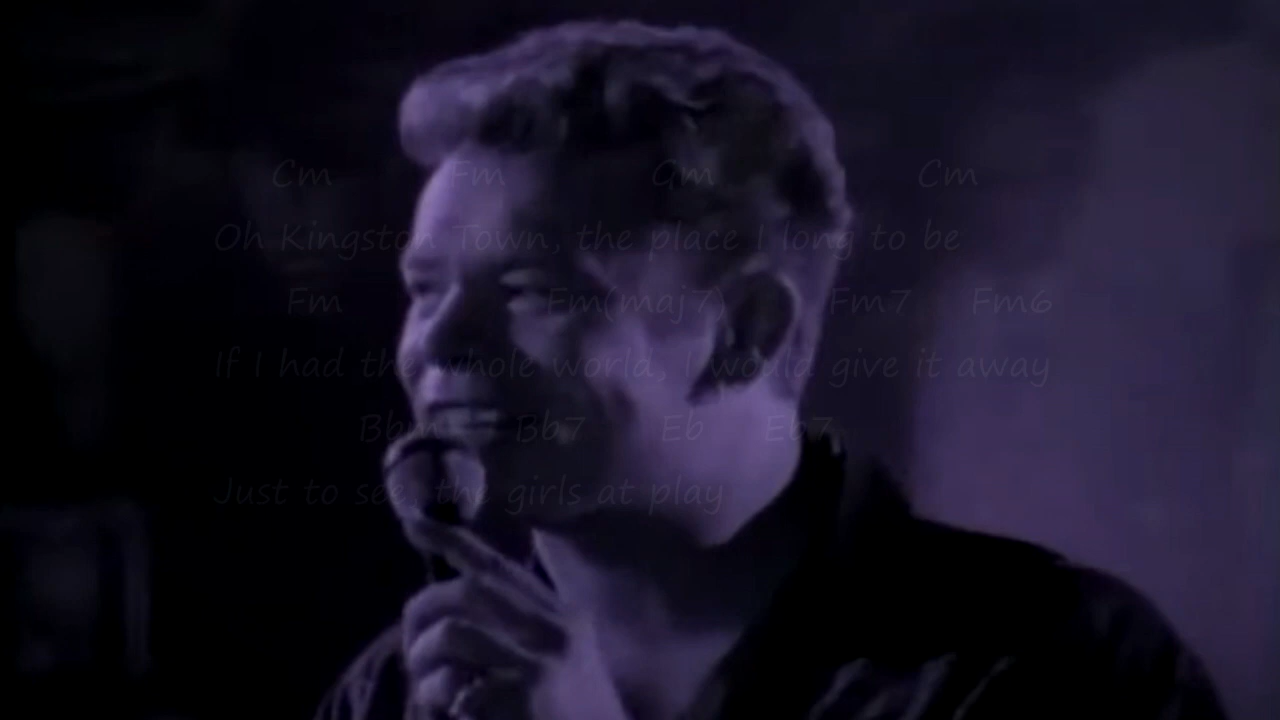 Cm Fm Gm Cm
Oh Kingston Town, the place I long to be
Fm Fm(maj7) Fm7 Fm6
If I had the whole world, I would give it away
Bb Bb7 Eb Eb7
Just to see the girls at play